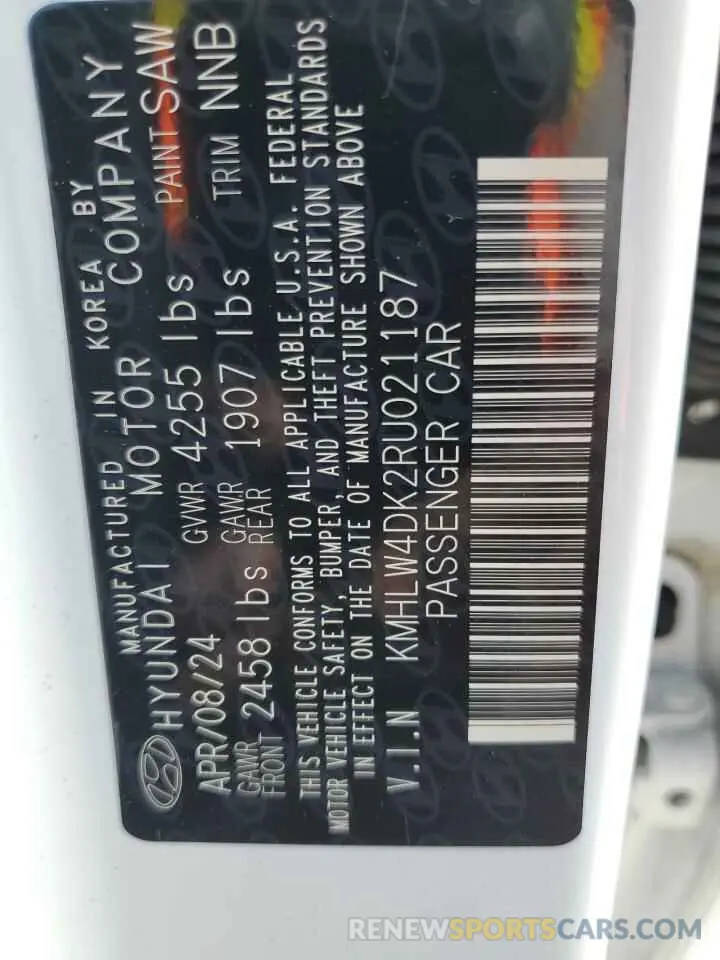 MANUFACTURED IN KOREA BY
HYUNDAI MOTOR COMPANY
APR/08/24 GVWR 4255 lbs PAINT SAW
GAWR FRONT 2458 lbs GAWR REAR 1907 lbs TRIM NNB
THIS VEHICLE CONFORMS TO ALL APPLICABLE U.S.A. FEDERAL
MOTOR VEHICLE SAFETY, BUMPER, AND THEFT PREVENTION STANDARDS
IN EFFECT ON THE DATE OF MANUFACTURE SHOWN ABOVE
V.I.N KMHLW4DK2RU021187
PASSENGER CAR
RENEWSPORTSCARS.COM